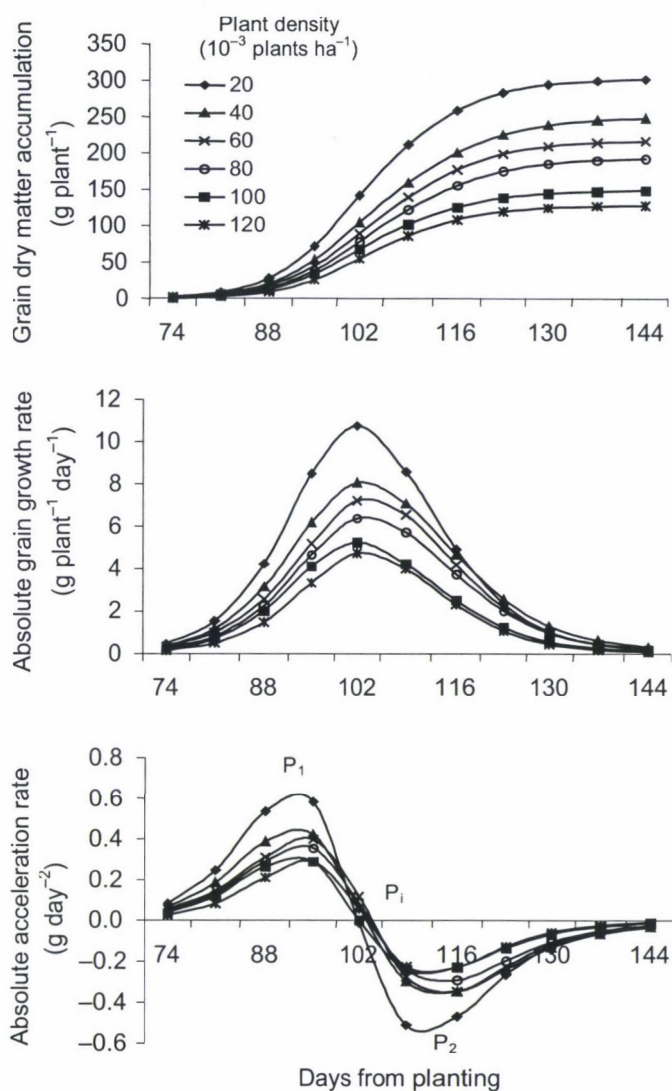 Plant density
(10⁻³ plants ha⁻¹)
20
40
60
80
100
120
Grain dry matter accumulation
(g plant⁻¹)
350
300
250
200
150
100
50
0
74 88 102 116 130 144
Absolute grain growth rate
(g plant⁻¹ day⁻¹)
12
10
8
6
4
2
0
74 88 102 116 130 144
Absolute acceleration rate
(g day⁻²)
0.8
0.6
0.4
0.2
0.0
−0.2
−0.4
−0.6
P₁
Pᵢ
P₂
74 88 102 116 130 144
Days from planting